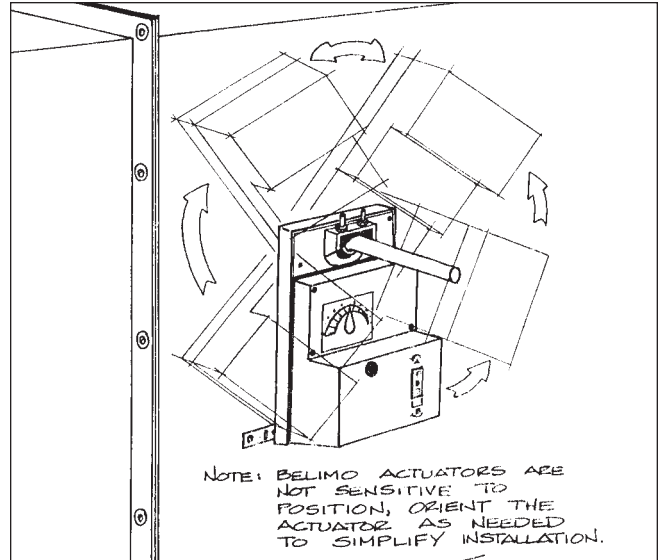 NOTE: BELIMO ACTUATORS ARE
NOT SENSITIVE TO
POSITION, ORIENT THE
ACTUATOR AS NEEDED
TO SIMPLIFY INSTALLATION.